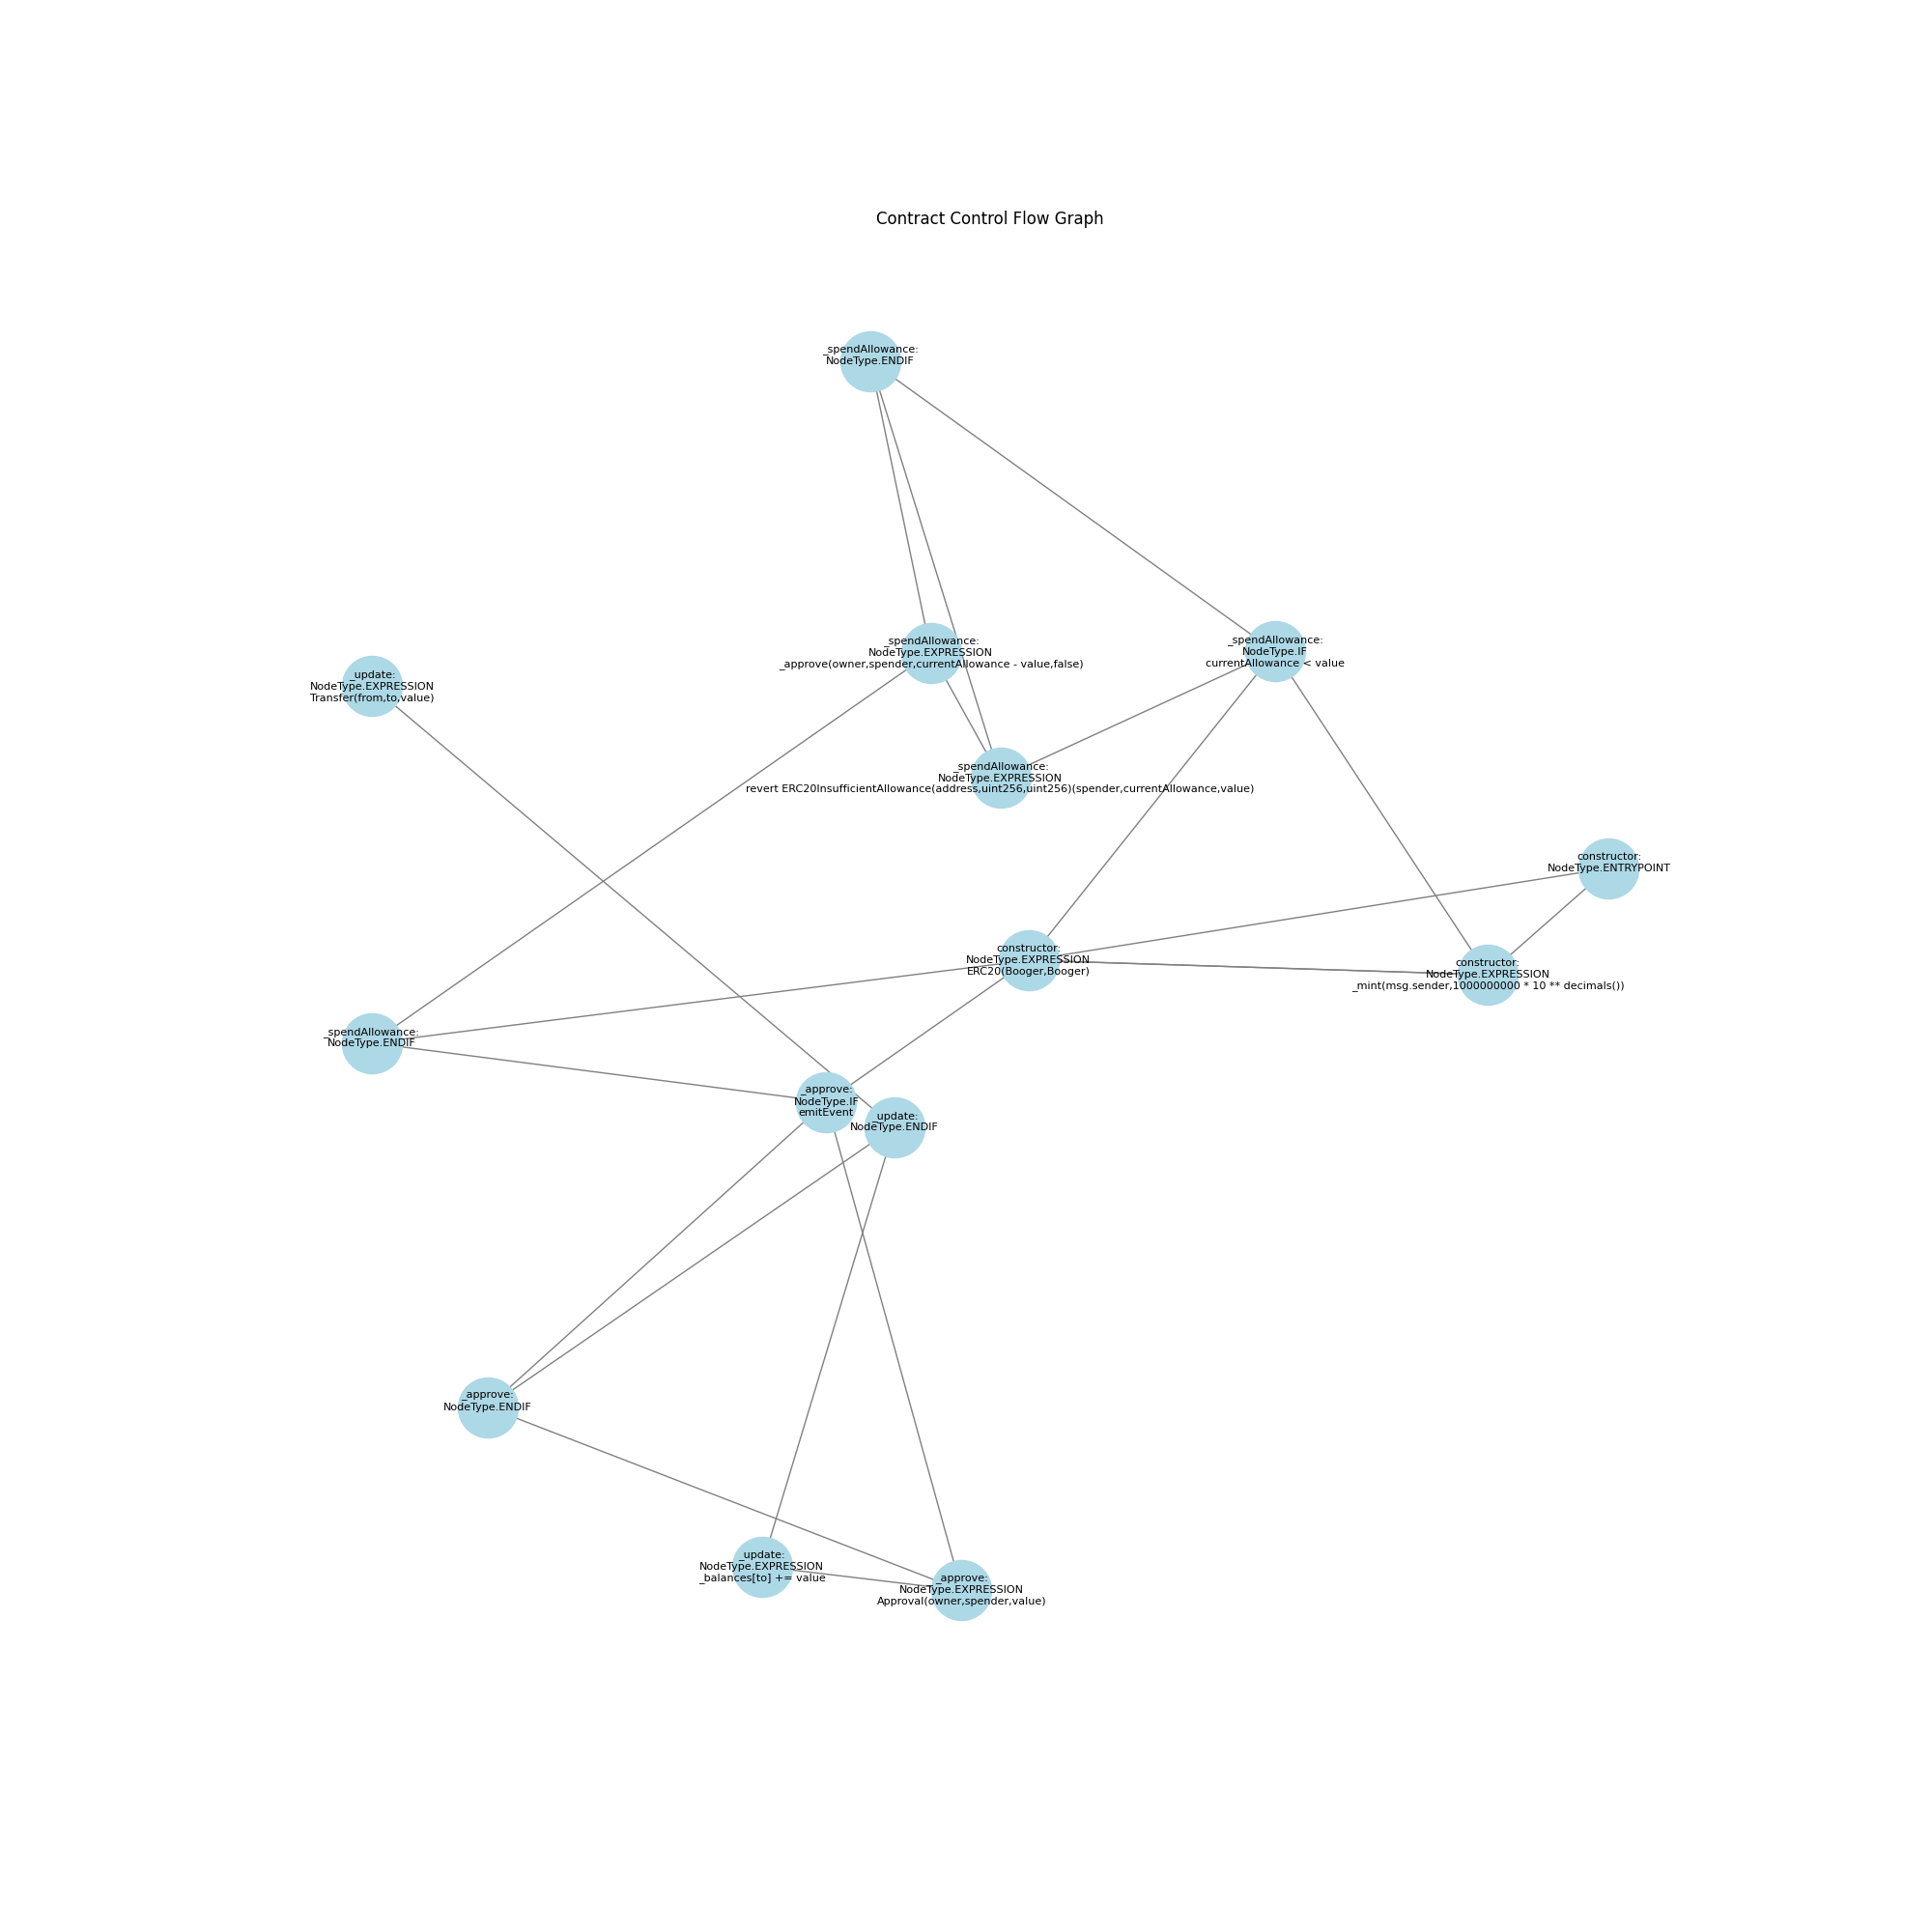 Contract Control Flow Graph
_spendAllowance:
NodeType.ENDIF
_spendAllowance:
NodeType.EXPRESSION
_approve(owner,spender,currentAllowance - value,false)
_spendAllowance:
NodeType.IF
currentAllowance < value
_update:
NodeType.EXPRESSION
Transfer(from,to,value)
_spendAllowance:
NodeType.EXPRESSION
revert ERC20InsufficientAllowance(address,uint256,uint256)(spender,currentAllowance,value)
constructor:
NodeType.ENTRYPOINT
constructor:
NodeType.EXPRESSION
ERC20(Booger,Booger)
constructor:
NodeType.EXPRESSION
_mint(msg.sender,1000000000 * 10 ** decimals())
_spendAllowance:
NodeType.ENDIF
_approve:
NodeType.IF
emitEvent
_update:
NodeType.ENDIF
_approve:
NodeType.ENDIF
_update:
NodeType.EXPRESSION
_balances[to] += value
_approve:
NodeType.EXPRESSION
Approval(owner,spender,value)